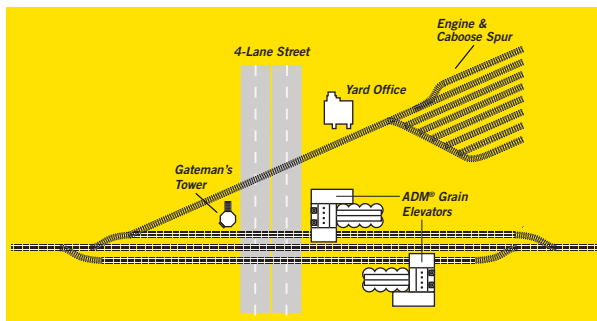 Engine &
Caboose Spur
4-Lane Street
Yard Office
Gateman's
Tower
ADM® Grain
Elevators